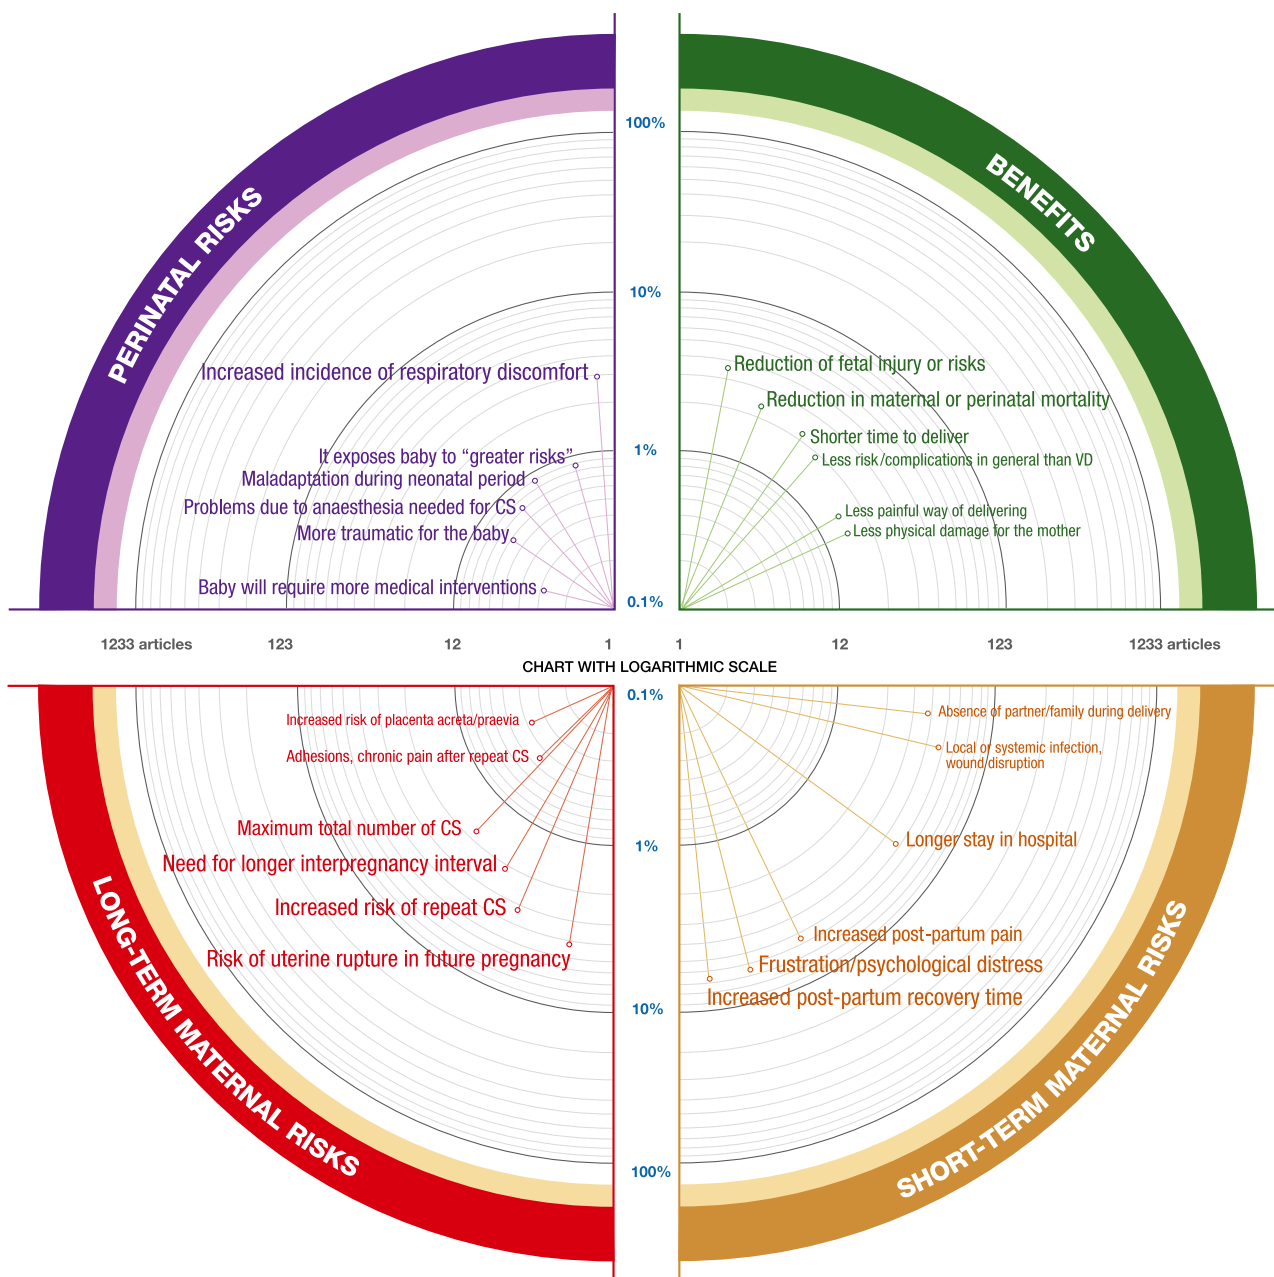 PERINATAL RISKS
BENEFITS
100%
10%
1%
0.1%
Increased incidence of respiratory discomfort
It exposes baby to “greater risks”
Maladaptation during neonatal period
Problems due to anaesthesia needed for CS
More traumatic for the baby
Baby will require more medical interventions
Reduction of fetal injury or risks
Reduction in maternal or perinatal mortality
Shorter time to deliver
Less risk/complications in general than VD
Less painful way of delivering
Less physical damage for the mother
1233 articles
123
12
1
1
12
123
1233 articles
CHART WITH LOGARITHMIC SCALE
0.1%
1%
10%
100%
Increased risk of placenta acreta/praevia
Adhesions, chronic pain after repeat CS
Maximum total number of CS
Need for longer interpregnancy interval
Increased risk of repeat CS
Risk of uterine rupture in future pregnancy
Absence of partner/family during delivery
Local or systemic infection,
wound disruption
Longer stay in hospital
Increased post-partum pain
Frustration/psychological distress
Increased post-partum recovery time
LONG-TERM MATERNAL RISKS
SHORT-TERM MATERNAL RISKS